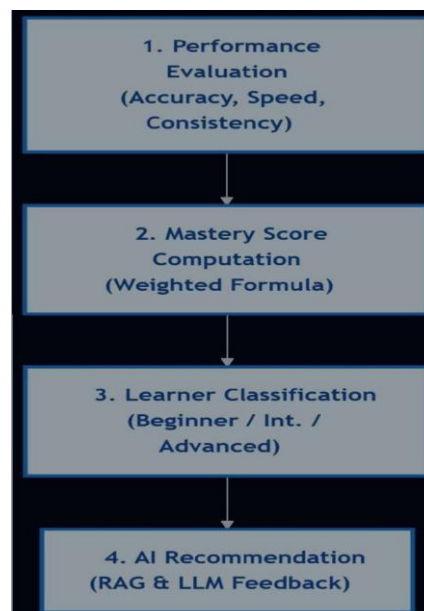 1. Performance
Evaluation
(Accuracy, Speed,
Consistency)
2. Mastery Score
Computation
(Weighted Formula)
3. Learner Classification
(Beginner / Int. /
Advanced)
4. AI Recommendation
(RAG & LLM Feedback)